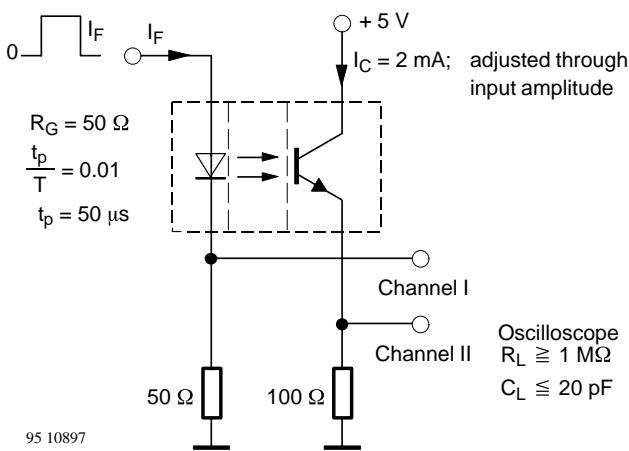 0
I_F
I_F
+ 5 V
I_C = 2 mA; adjusted through
input amplitude
R_G = 50 Ω
t_p
T
= 0.01
t_p = 50 μs
Channel I
Channel II
50 Ω
100 Ω
Oscilloscope
R_L ≧ 1 MΩ
C_L ≦ 20 pF
95 10897